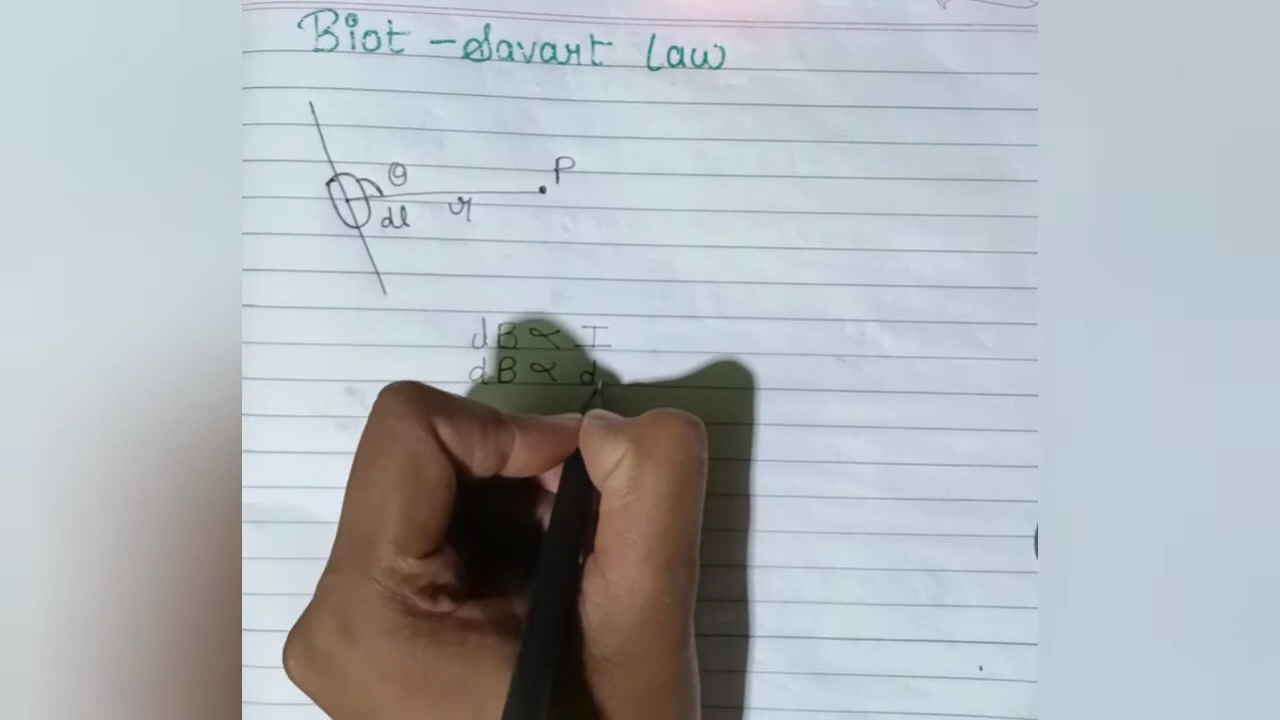 Biot - Savart Law
θ
P
dl
r
dB ∝ I
dB ∝ d